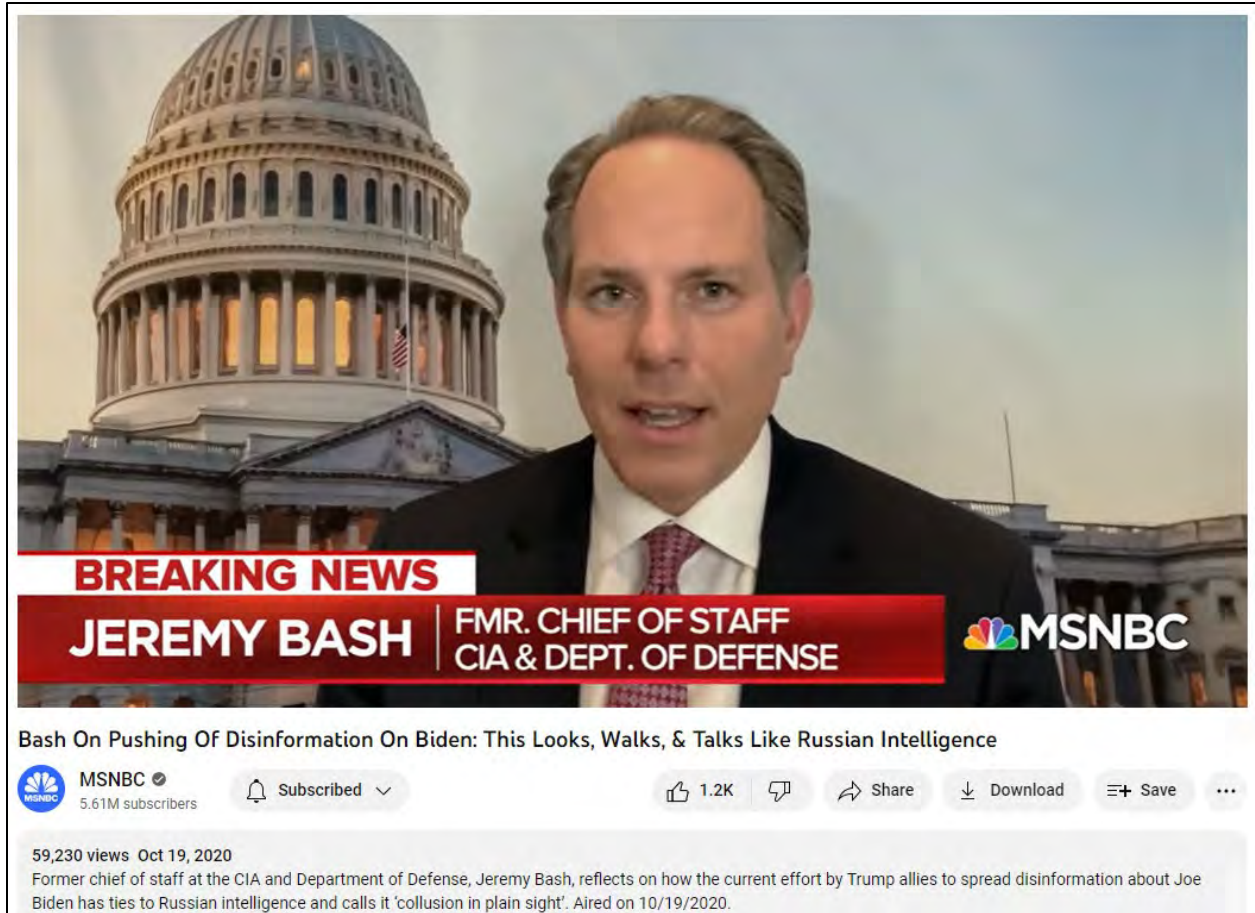 BREAKING NEWS
JEREMY BASH
FMR. CHIEF OF STAFF
CIA & DEPT. OF DEFENSE
MSNBC
Bash On Pushing Of Disinformation On Biden: This Looks, Walks, & Talks Like Russian Intelligence
MSNBC
MSNBC
5.61M subscribers
Subscribed
1.2K
Share
Download
Save
59,230 views Oct 19, 2020
Former chief of staff at the CIA and Department of Defense, Jeremy Bash, reflects on how the current effort by Trump allies to spread disinformation about Joe
Biden has ties to Russian intelligence and calls it ‘collusion in plain sight’. Aired on 10/19/2020.